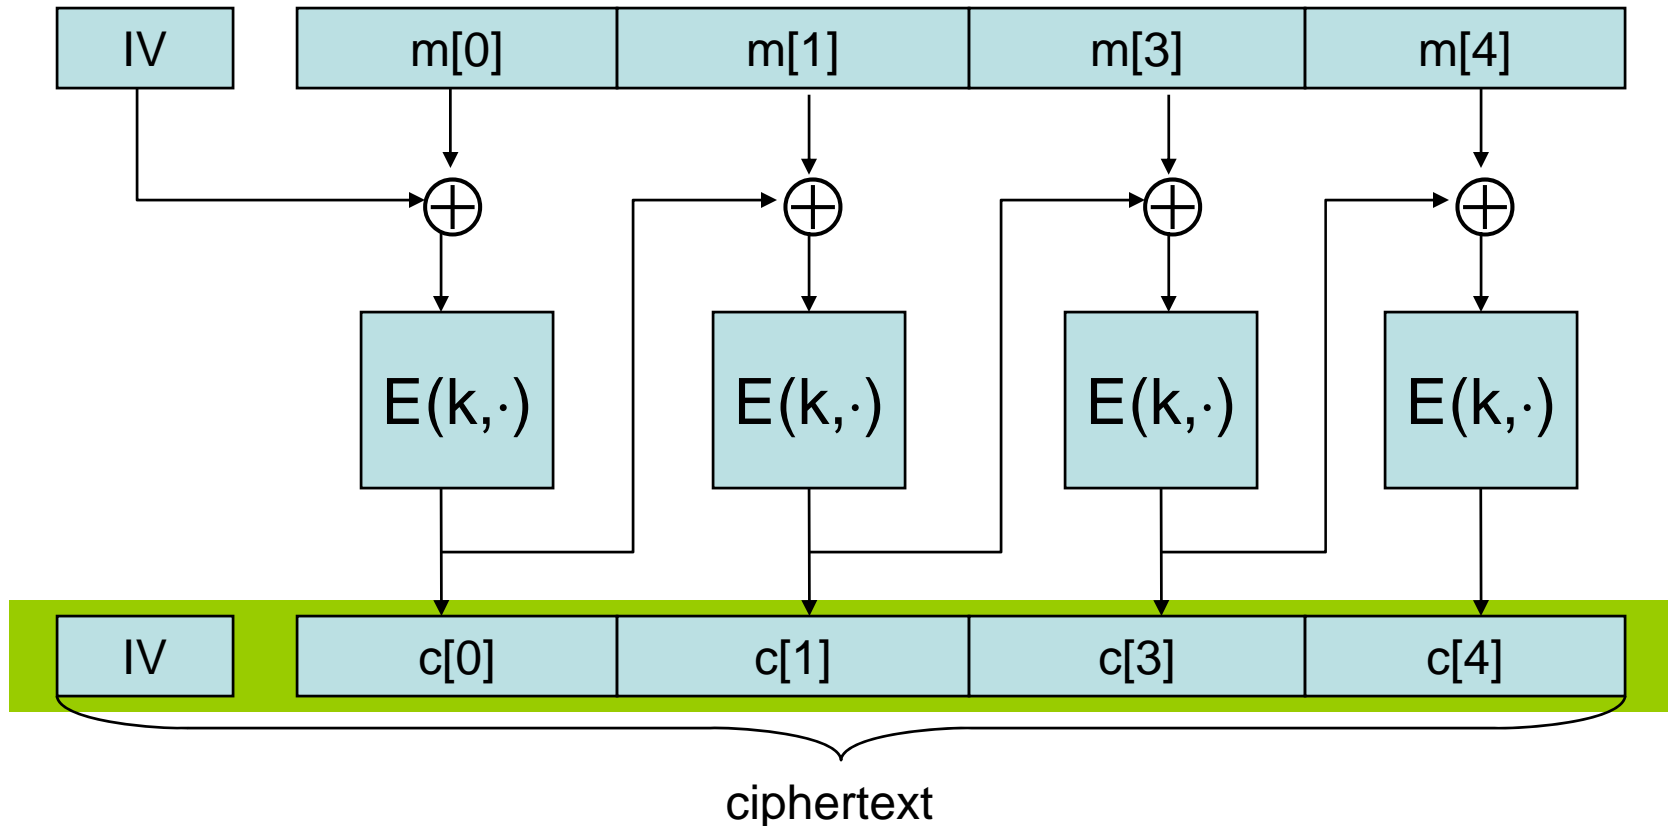 IV m[0] m[1] m[3] m[4]
E(k,·) E(k,·) E(k,·) E(k,·)
IV c[0] c[1] c[3] c[4]
ciphertext